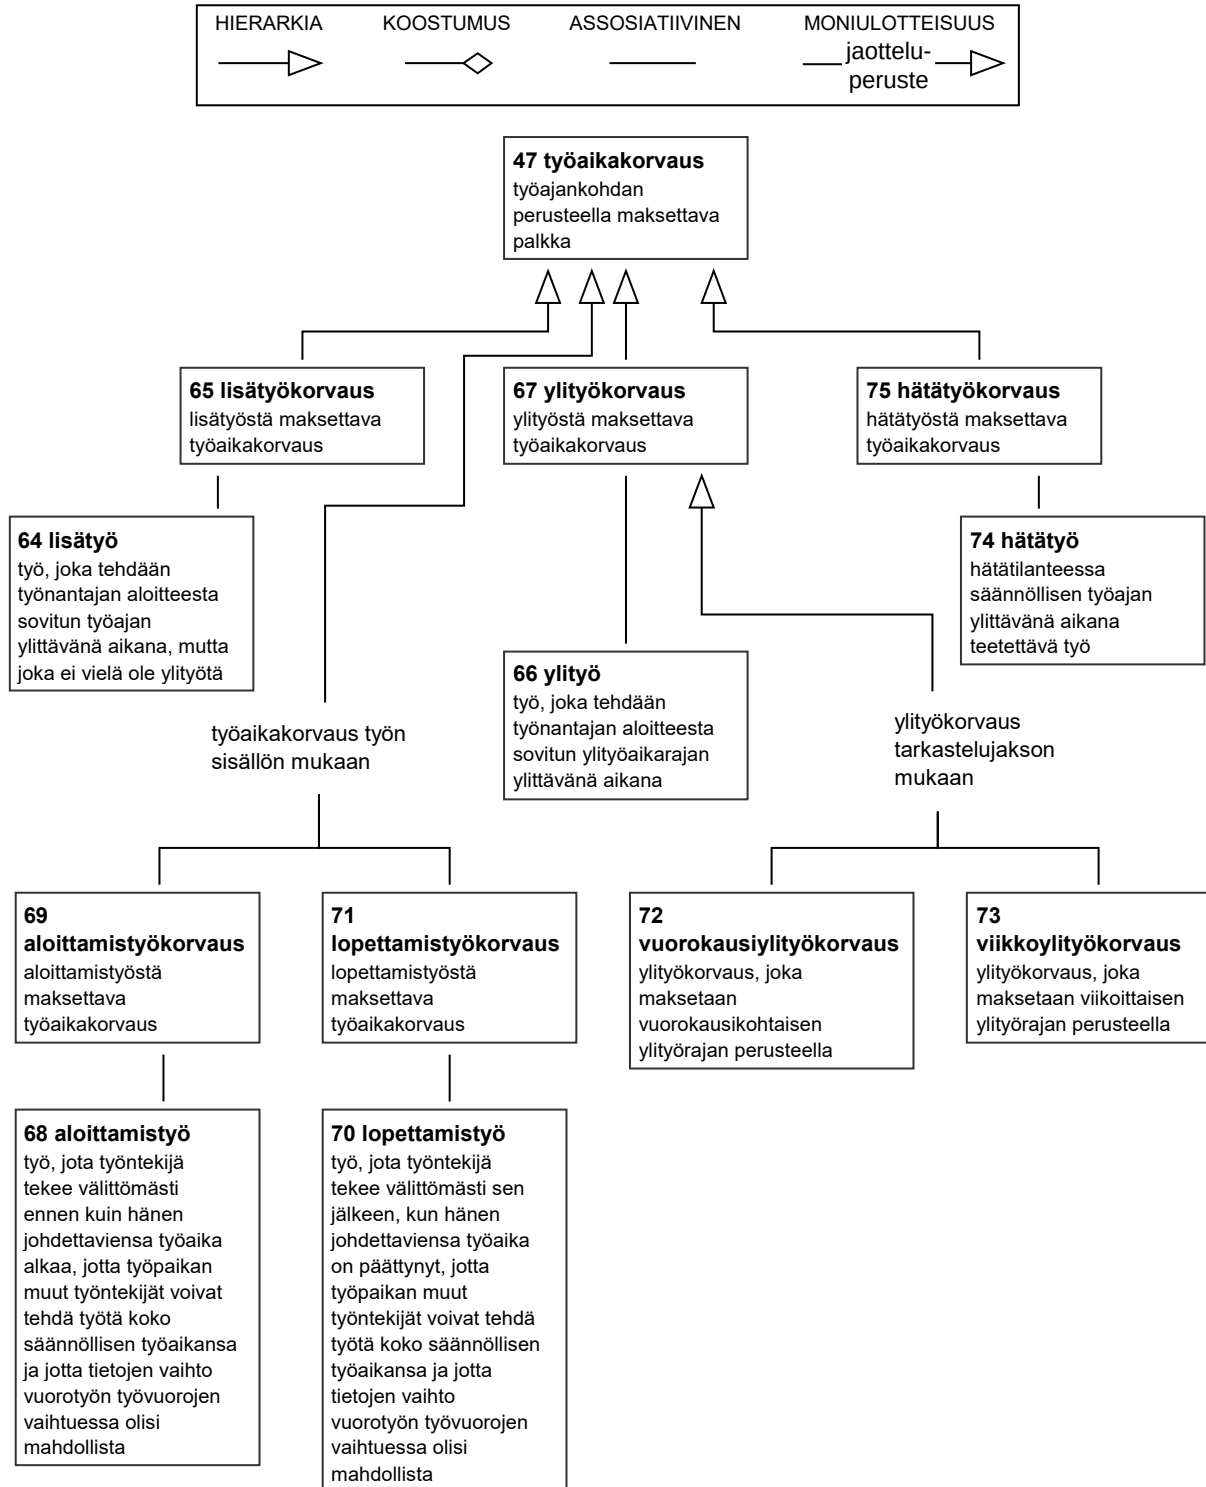 HIERARKIA
KOOSTUMUS
ASSOSIATIIVINEN
MONIULOTTEISUUS
jaottelu-
peruste
47 työaikakorvaus
työajankohdan
perusteella maksettava
palkka
65 lisätyökorvaus
lisätyöstä maksettava
työaikakorvaus
67 ylityökorvaus
ylityöstä maksettava
työaikakorvaus
75 hätätyökorvaus
hätätyöstä maksettava
työaikakorvaus
64 lisätyö
työ, joka tehdään
työnantajan aloitteesta
sovitun työajan
ylittävänä aikana, mutta
joka ei vielä ole ylityötä
74 hätätyö
hätätilanteessa
säännöllisen työajan
ylittävänä aikana
teetettävä työ
66 ylityö
työ, joka tehdään
työnantajan aloitteesta
sovitun ylityöaikarajan
ylittävänä aikana
työaikakorvaus työn
sisällön mukaan
ylityökorvaus
tarkastelujakson
mukaan
69
aloittamistyökorvaus
aloittamistyöstä
maksettava
työaikakorvaus
71
lopettamistyökorvaus
lopettamistyöstä
maksettava
työaikakorvaus
72
vuorokausiylityökorvaus
ylityökorvaus, joka
maksetaan
vuorokausikohtaisen
ylityörajan perusteella
73
viikkoylityökorvaus
ylityökorvaus, joka
maksetaan viikoittaisen
ylityörajan perusteella
68 aloittamistyö
työ, jota työntekijä
tekee välittömästi
ennen kuin hänen
johdettaviensa työaika
alkaa, jotta työpaikan
muut työntekijät voivat
tehdä työtä koko
säännöllisen työaikansa
ja jotta tietojen vaihto
vuorotyön työvuorojen
vaihtuessa olisi
mahdollista
70 lopettamistyö
työ, jota työntekijä
tekee välittömästi sen
jälkeen, kun hänen
johdettaviensa työaika
on päättynyt, jotta
työpaikan muut
työntekijät voivat tehdä
työtä koko säännöllisen
työaikansa ja jotta
tietojen vaihto
vuorotyön työvuorojen
vaihtuessa olisi
mahdollista